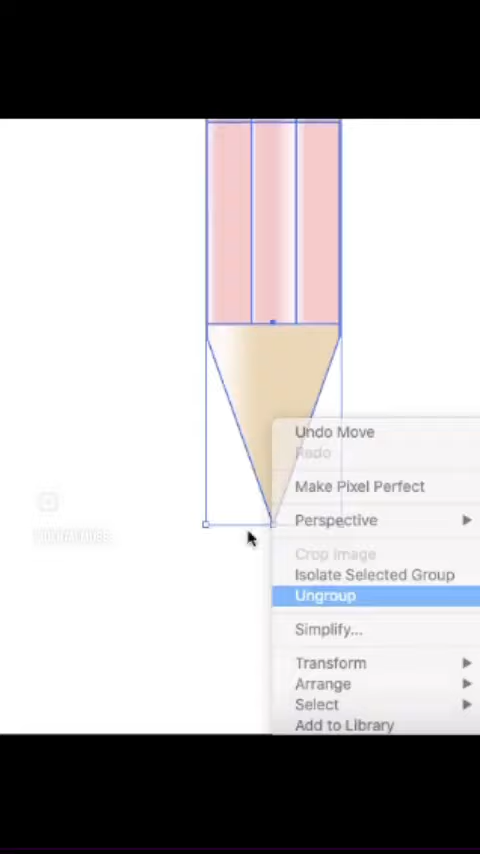 Undo Move
Redo
Make Pixel Perfect
Perspective
Crop Image
Isolate Selected Group
Ungroup
Simplify...
Transform
Arrange
Select
Add to Library